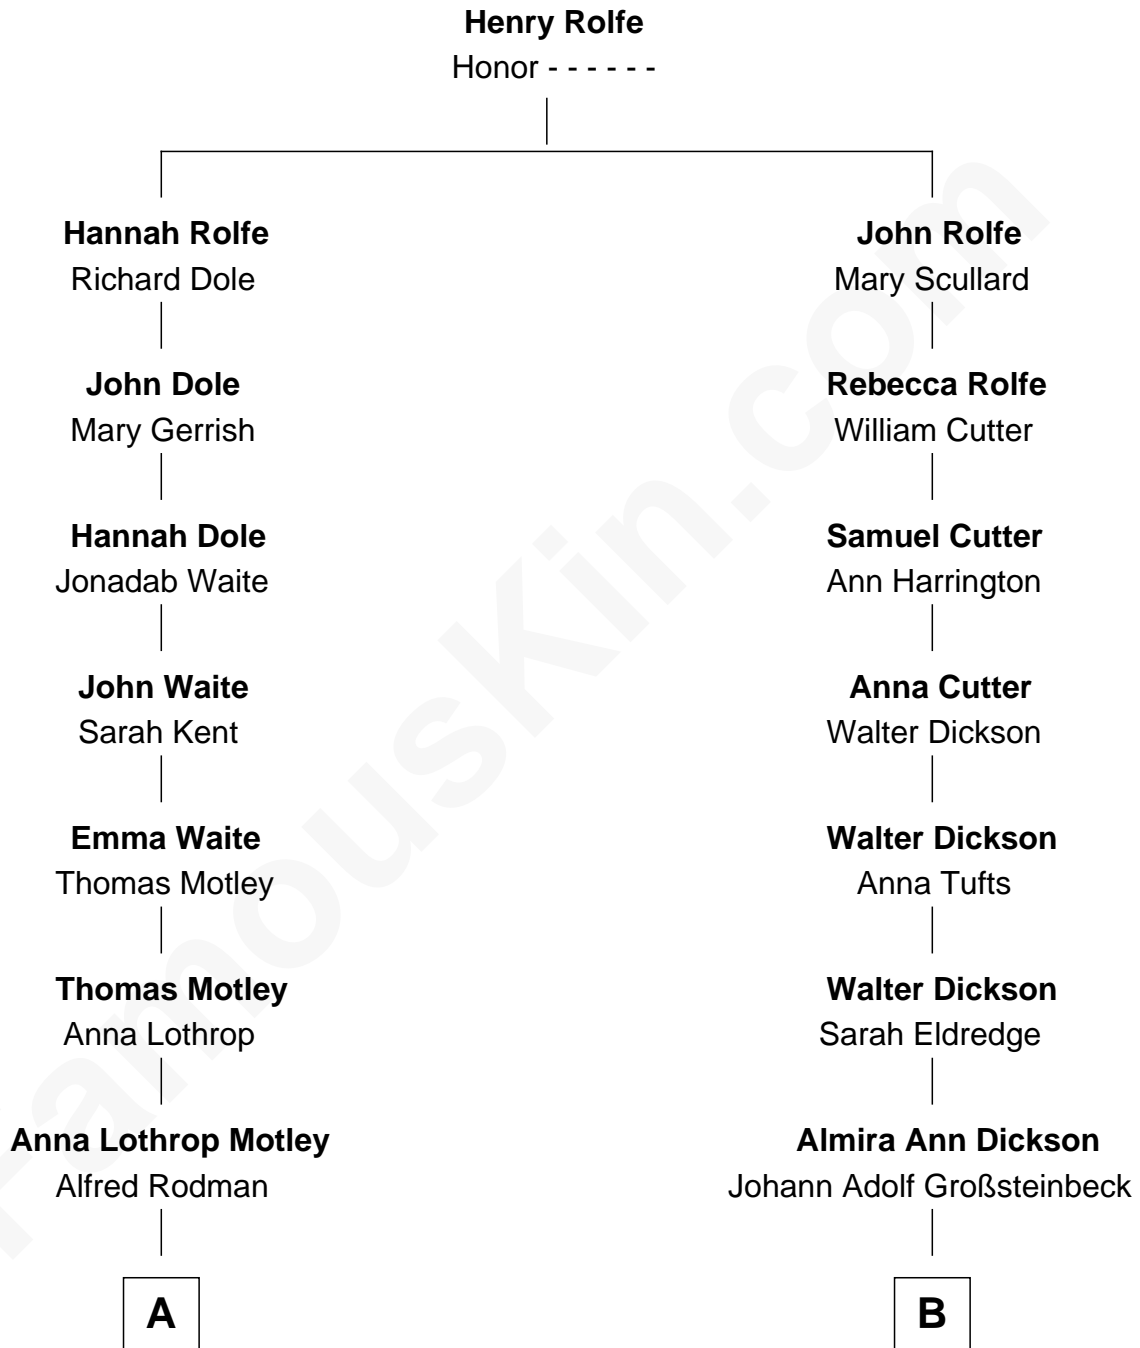 Henry Rolfe
Honor - - - - - -
Hannah Rolfe
Richard Dole
John Rolfe
Mary Scullard
John Dole
Mary Gerrish
Rebecca Rolfe
William Cutter
Hannah Dole
Jonadab Waite
Samuel Cutter
Ann Harrington
John Waite
Sarah Kent
Anna Cutter
Walter Dickson
Emma Waite
Thomas Motley
Walter Dickson
Anna Tufts
Thomas Motley
Anna Lothrop
Walter Dickson
Sarah Eldredge
Anna Lothrop Motley
Alfred Rodman
Almira Ann Dickson
Johann Adolf Großsteinbeck
A
B
FamousKin.com